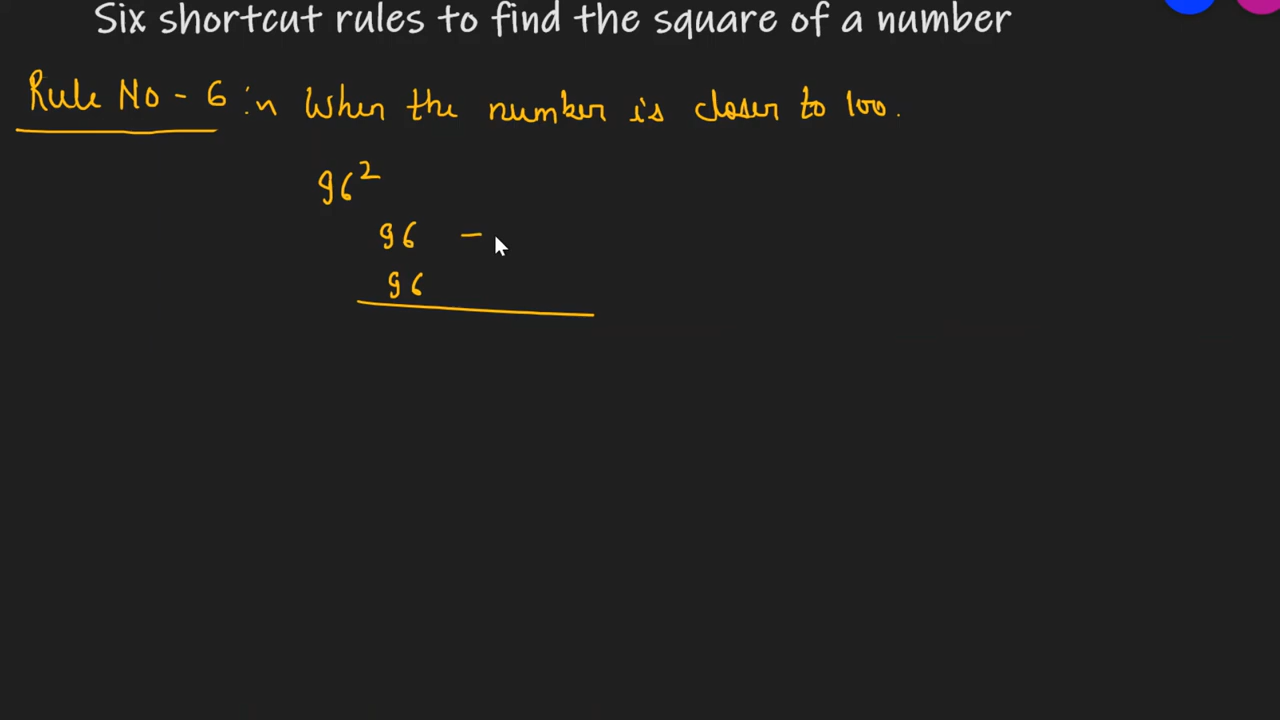 Six shortcut rules to find the square of a number
Rule No - 6 :n When the number is closer to 100.
96²
96 -
96